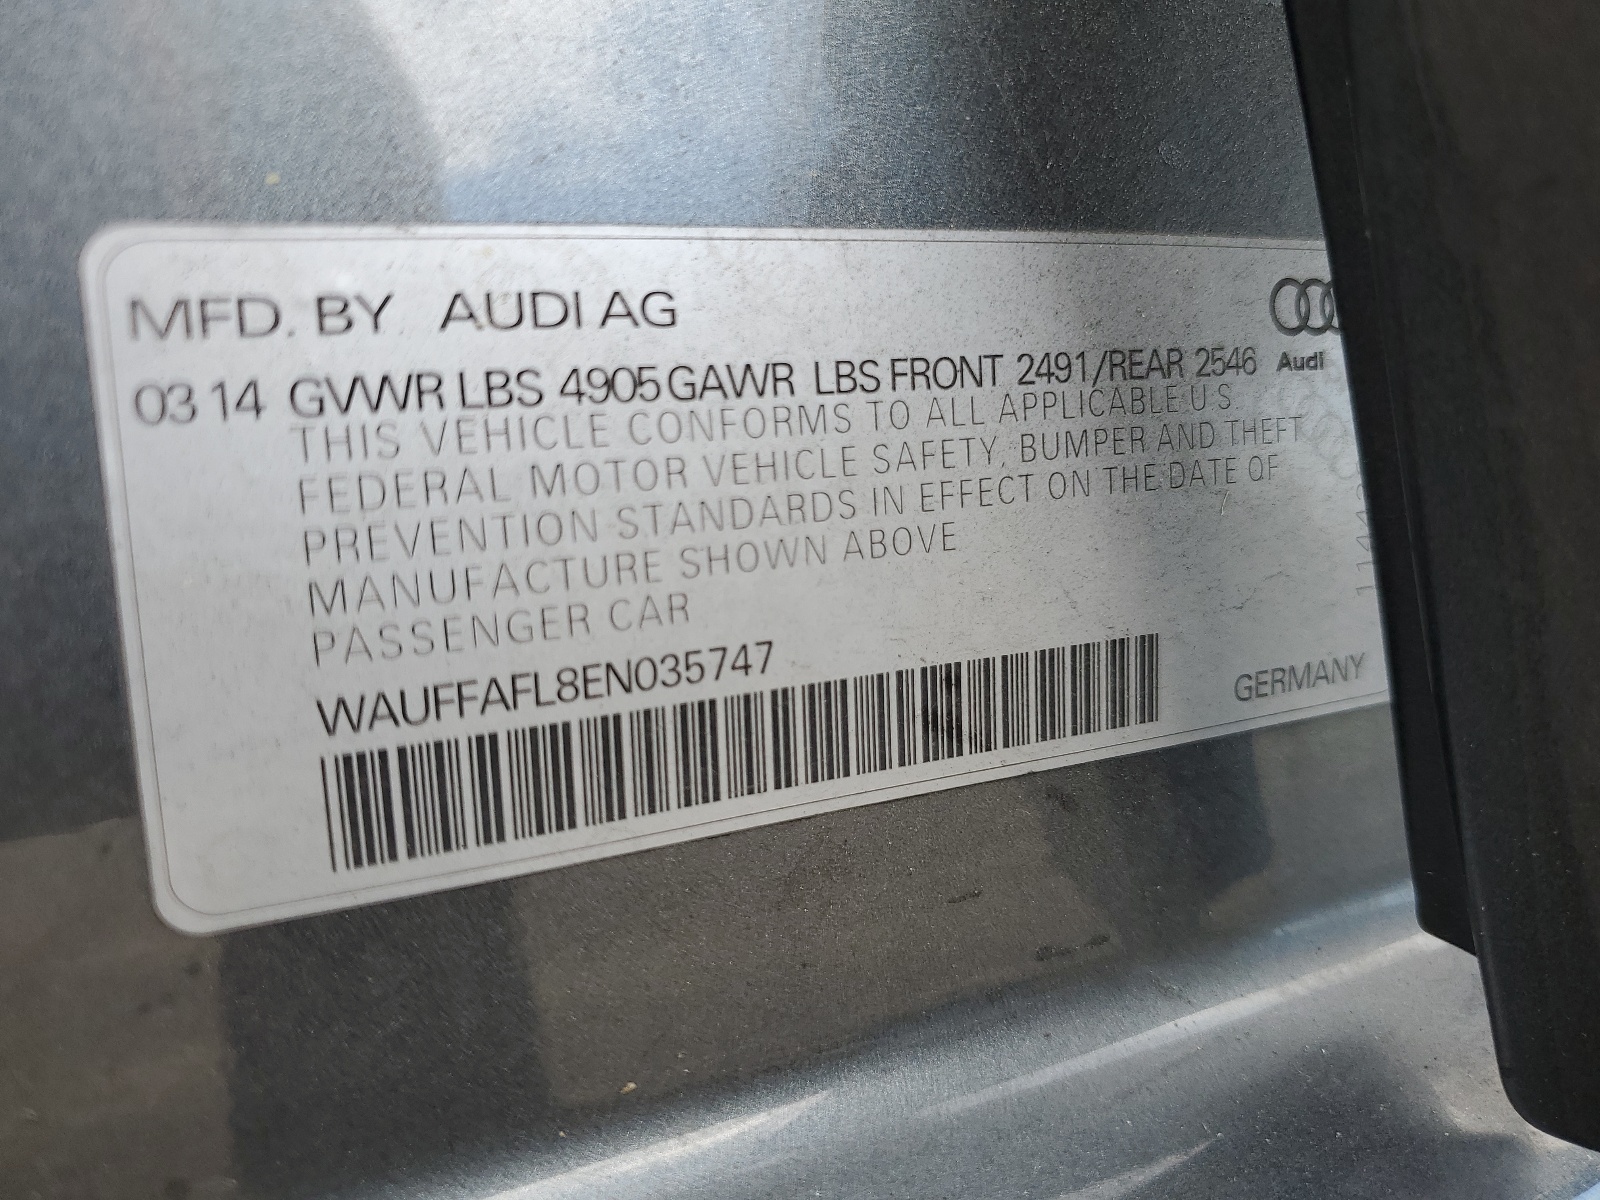 MFD. BY AUDI AG
Audi
03 14 GVWR LBS 4905 GAWR LBS FRONT 2491/REAR 2546
THIS VEHICLE CONFORMS TO ALL APPLICABLE U S.
FEDERAL MOTOR VEHICLE SAFETY, BUMPER AND THEFT
PREVENTION STANDARDS IN EFFECT ON THE DATE OF
MANUFACTURE SHOWN ABOVE
PASSENGER CAR
WAUFFAFL8EN035747
GERMANY